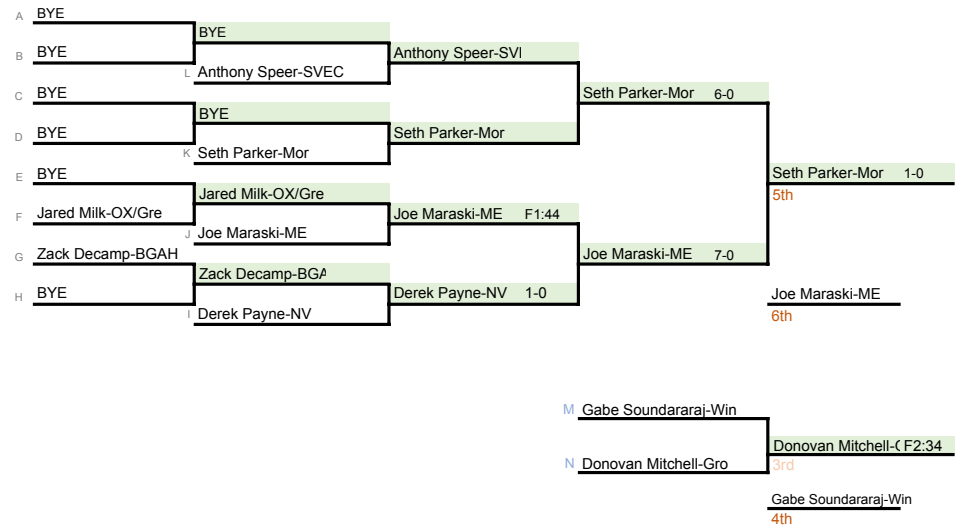 A BYE
BYE
B BYE
Anthony Speer-SVI
L Anthony Speer-SVEC
C BYE
Seth Parker-Mor 6-0
BYE
D BYE
Seth Parker-Mor
K Seth Parker-Mor
E BYE
Seth Parker-Mor 1-0
5th
Jared Milk-OX/Gre
F Jared Milk-OX/Gre
Joe Maraski-ME F1:44
J Joe Maraski-ME
G Zack Decamp-BGAH
Joe Maraski-ME 7-0
Zack Decamp-BGA
H BYE
Derek Payne-NV 1-0
Joe Maraski-ME
I Derek Payne-NV
6th
M Gabe Soundararaj-Win
Donovan Mitchell-( F2:34
N Donovan Mitchell-Gro
3rd
Gabe Soundararaj-Win
4th